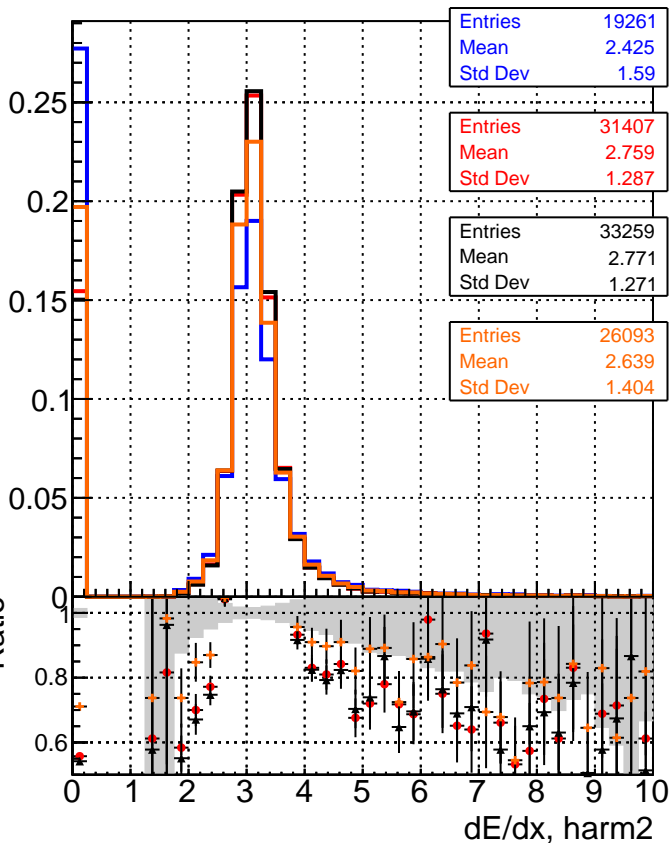 Entries 19261
Mean 2.425
Std Dev 1.59
Entries 31407
Mean 2.759
Std Dev 1.287
Entries 33259
Mean 2.771
Std Dev 1.271
Entries 26093
Mean 2.639
Std Dev 1.404
0.25
0.2
0.15
0.1
0.05
0
Ratio
1
0.8
0.6
0 1 2 3 4 5 6 7 8 9 10
dE/dx, harm2